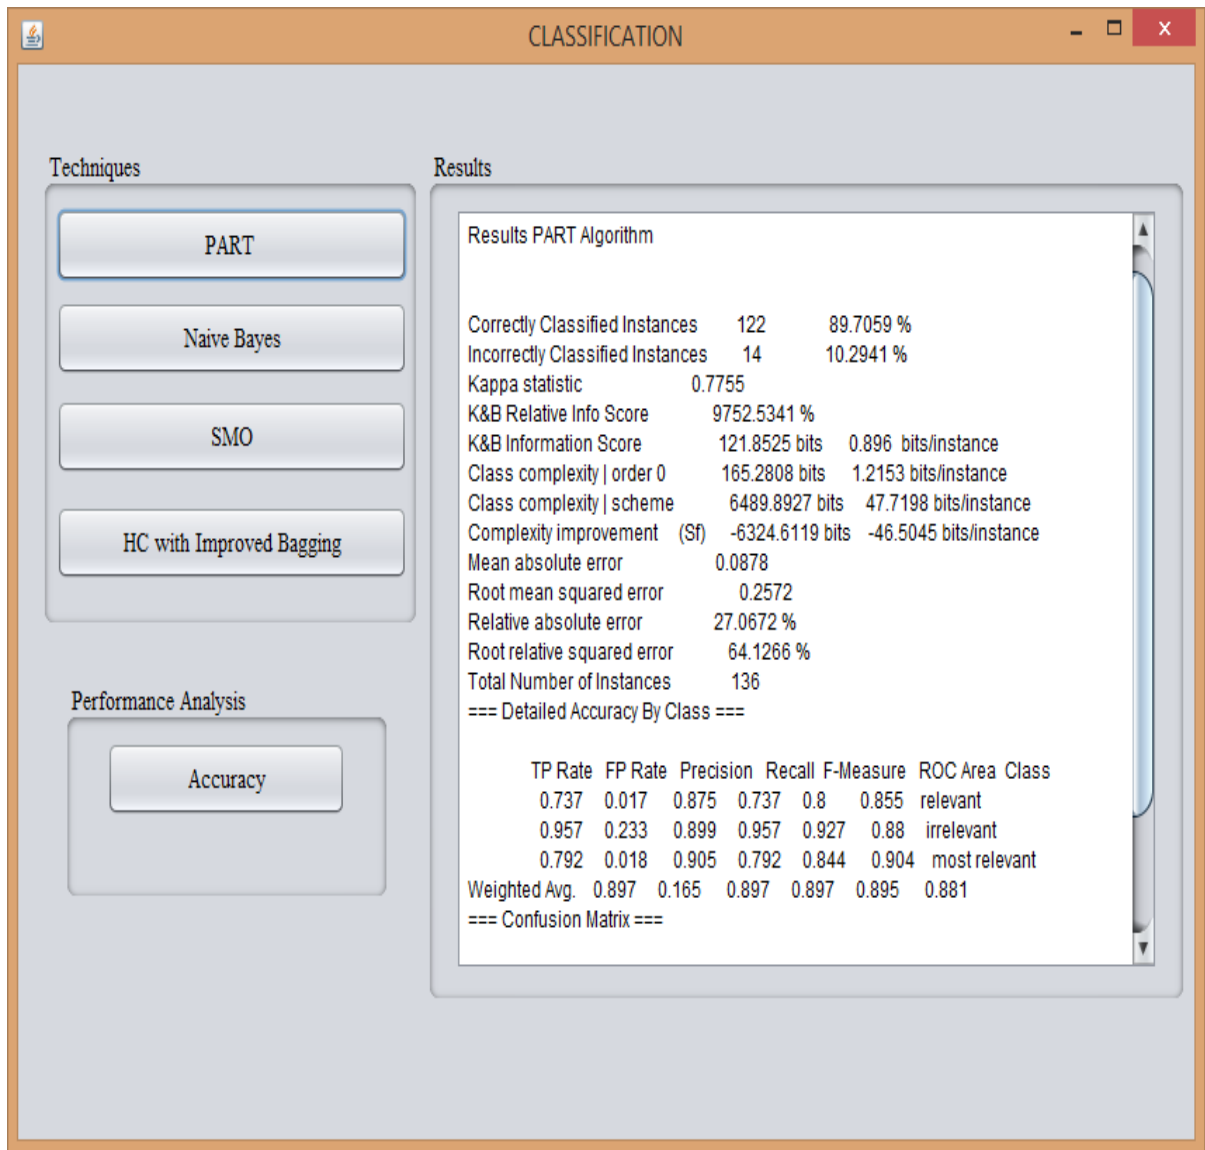 CLASSIFICATION
Techniques
PART
Naive Bayes
SMO
HC with Improved Bagging
Performance Analysis
Accuracy
Results
Results PART Algorithm
Correctly Classified Instances 122 89.7059 %
Incorrectly Classified Instances 14 10.2941 %
Kappa statistic 0.7755
K&B Relative Info Score 9752.5341 %
K&B Information Score 121.8525 bits 0.896 bits/instance
Class complexity | order 0 165.2808 bits 1.2153 bits/instance
Class complexity | scheme 6489.8927 bits 47.7198 bits/instance
Complexity improvement (Sf) -6324.6119 bits -46.5045 bits/instance
Mean absolute error 0.0878
Root mean squared error 0.2572
Relative absolute error 27.0672 %
Root relative squared error 64.1266 %
Total Number of Instances 136
=== Detailed Accuracy By Class ===
TP Rate FP Rate Precision Recall F-Measure ROC Area Class
0.737 0.017 0.875 0.737 0.8 0.855 relevant
0.957 0.233 0.899 0.957 0.927 0.88 irrelevant
0.792 0.018 0.905 0.792 0.844 0.904 most relevant
Weighted Avg. 0.897 0.165 0.897 0.897 0.895 0.881
=== Confusion Matrix ===